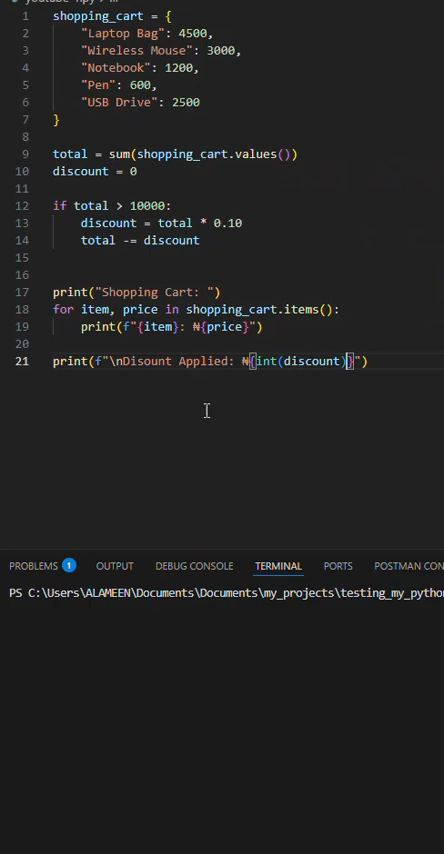 1 shopping_cart = {
2     "Laptop Bag": 4500,
3     "Wireless Mouse": 3000,
4     "Notebook": 1200,
5     "Pen": 600,
6     "USB Drive": 2500
7 }
8
9 total = sum(shopping_cart.values())
10 discount = 0
11
12 if total > 10000:
13     discount = total * 0.10
14     total -= discount
15
16
17 print("Shopping Cart: ")
18 for item, price in shopping_cart.items():
19     print(f"{item}: ₦{price}")
20
21 print(f"\nDisount Applied: ₦{int(discount)}")
PROBLEMS 1 OUTPUT DEBUG CONSOLE TERMINAL PORTS POSTMAN CON
PS C:\Users\ALAMEEN\Documents\Documents\my_projects\testing_my_pytho